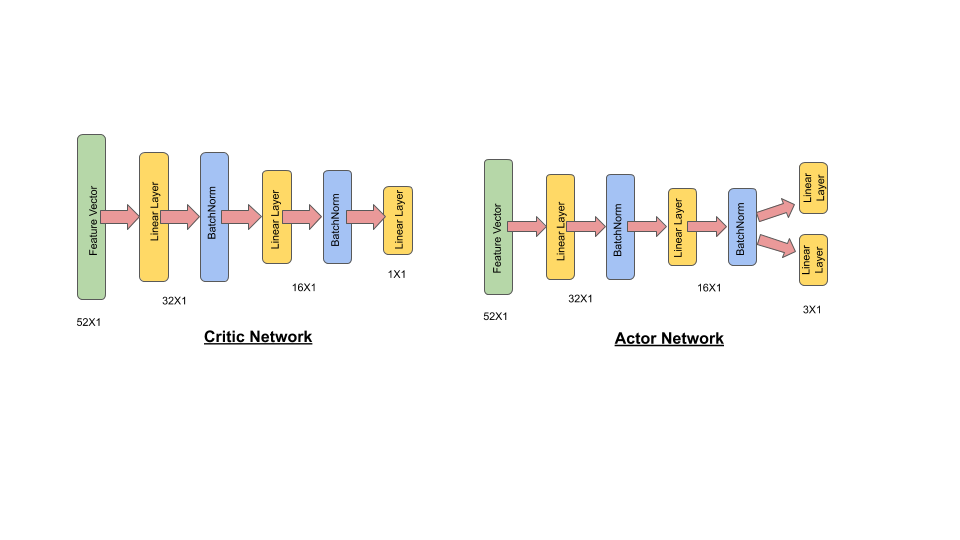 Feature Vector
Linear Layer
BatchNorm
Linear Layer
BatchNorm
Linear Layer
52X1
32X1
16X1
1X1
Critic Network
Feature Vector
Linear Layer
BatchNorm
Linear Layer
BatchNorm
Linear
Layer
Linear
Layer
52X1
32X1
16X1
3X1
Actor Network